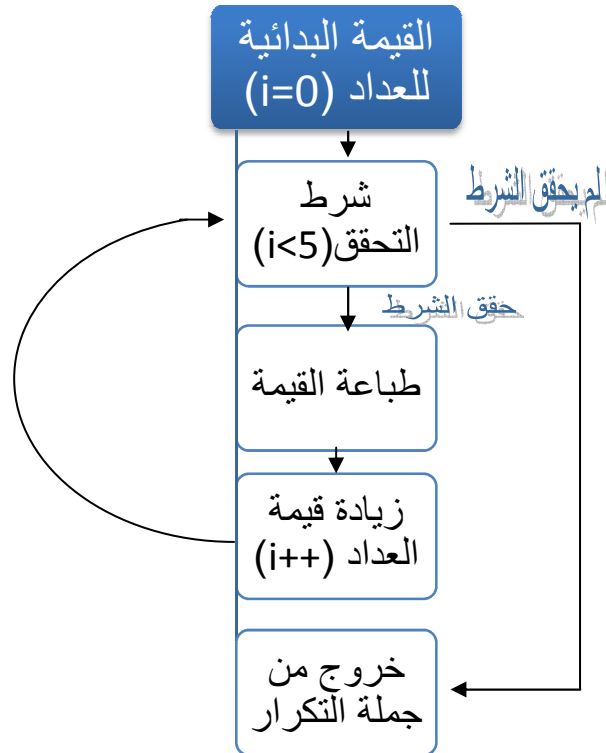 القيمة البدائية
للعداد (i=0)
شرط
التحقق(i<5)
لم يحقق الشرط
حقق الشرط
طباعة القيمة
زيادة قيمة
العداد (i++)
خروج من
جملة التكرار